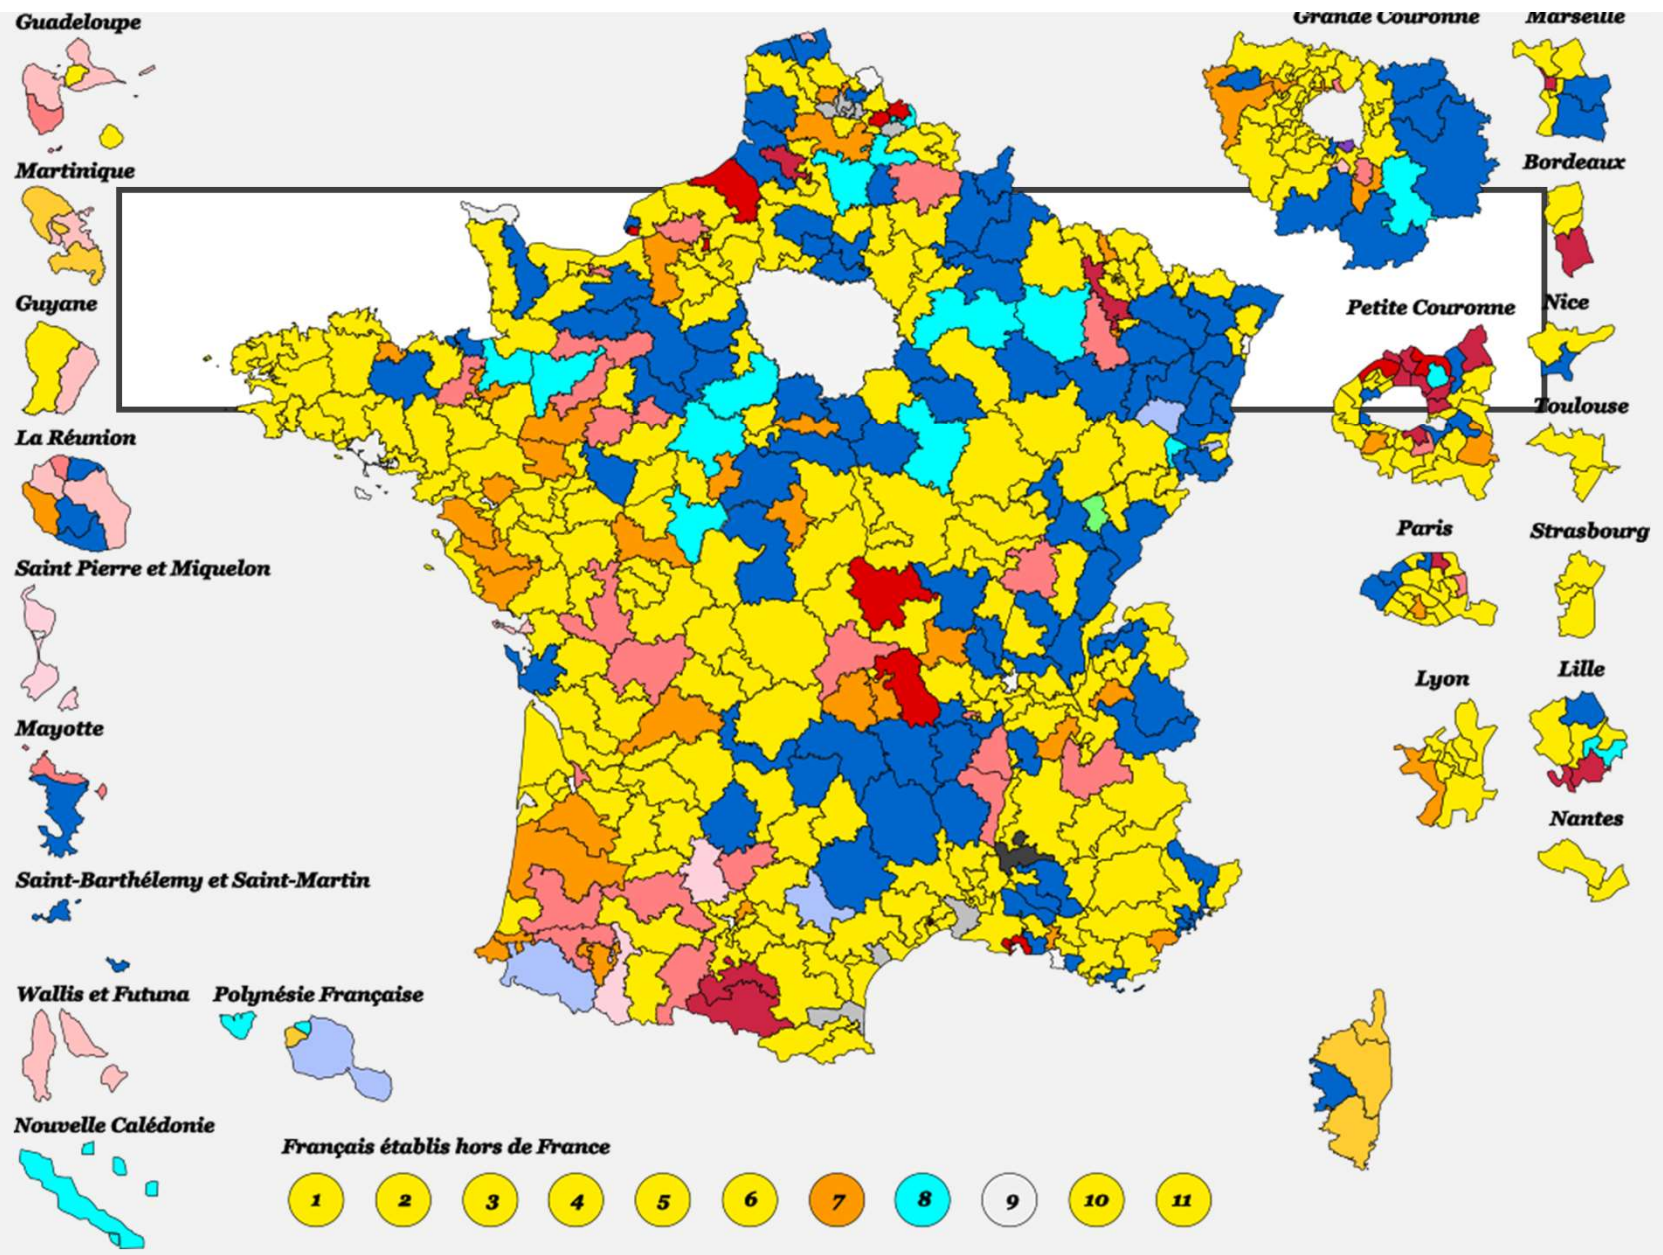 Guadeloupe
Grande Couronne
Marseille
Martinique
Bordeaux
Guyane
Petite Couronne
Nice
La Réunion
Toulouse
Saint Pierre et Miquelon
Paris
Strasbourg
Lyon
Lille
Mayotte
Nantes
Saint-Barthélemy et Saint-Martin
Wallis et Futuna
Polynésie Française
Nouvelle Calédonie
Français établis hors de France
1 2 3 4 5 6 7 8 9 10 11